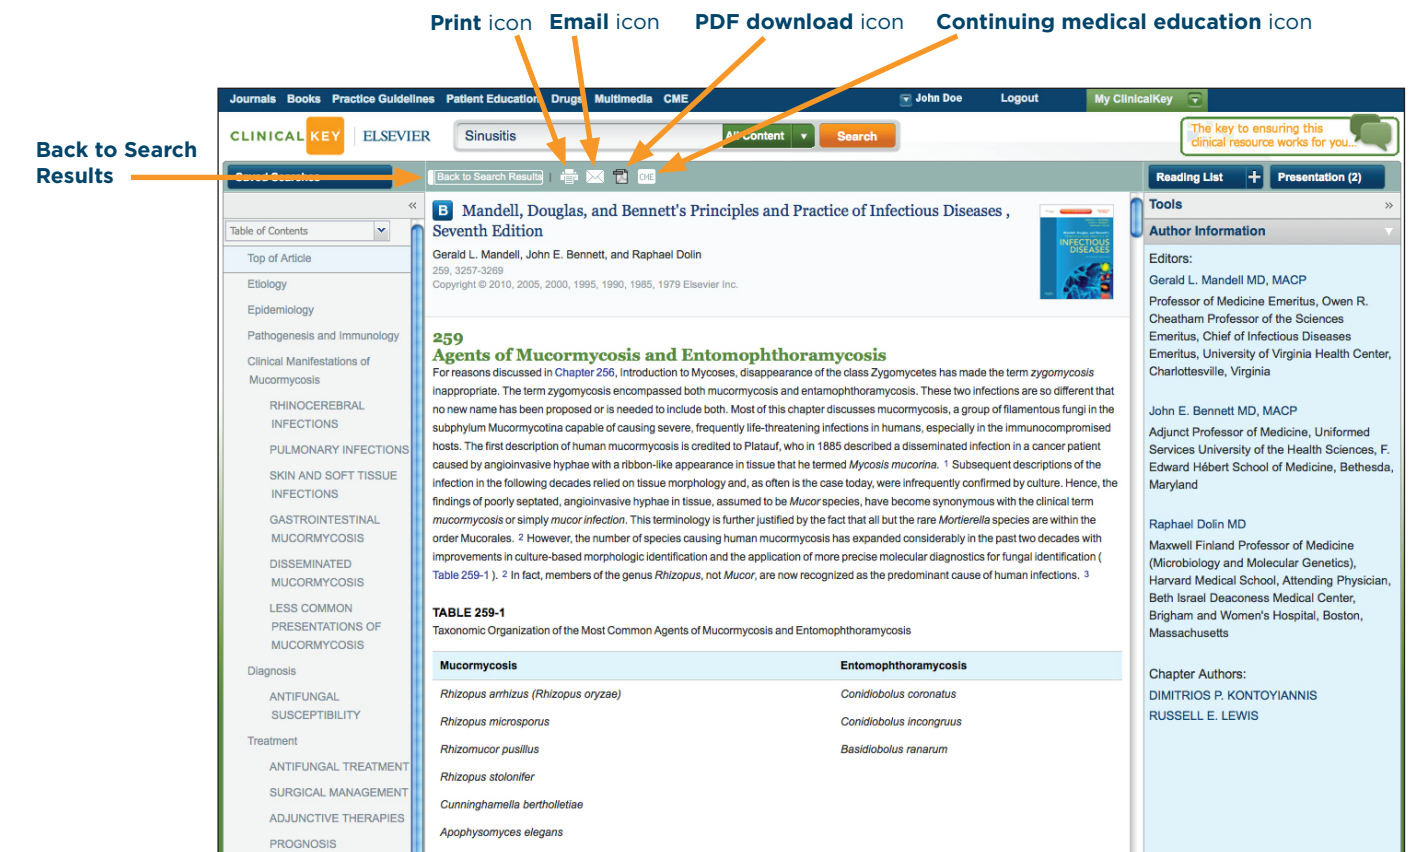 Print icon Email icon PDF download icon Continuing medical education icon
Journals Books Practice Guidelines Patient Education Drugs Multimedia CME John Doe Logout My ClinicalKey
CLINICAL KEY ELSEVIER Sinusitis All Content Search
The key to ensuring this
clinical resource works for you...
Back to Search
Results
Saved Searches
Back to Search Results | CME
Reading List + Presentation (2)
«
Table of Contents
Top of Article
Etiology
Epidemiology
Pathogenesis and Immunology
Clinical Manifestations of
Mucormycosis
RHINOCEREBRAL
INFECTIONS
PULMONARY INFECTIONS
SKIN AND SOFT TISSUE
INFECTIONS
GASTROINTESTINAL
MUCORMYCOSIS
DISSEMINATED
MUCORMYCOSIS
LESS COMMON
PRESENTATIONS OF
MUCORMYCOSIS
Diagnosis
ANTIFUNGAL
SUSCEPTIBILITY
Treatment
ANTIFUNGAL TREATMENT
SURGICAL MANAGEMENT
ADJUNCTIVE THERAPIES
PROGNOSIS
B Mandell, Douglas, and Bennett's Principles and Practice of Infectious Diseases ,
Seventh Edition
Gerald L. Mandell, John E. Bennett, and Raphael Dolin
259, 3257-3269
Copyright © 2010, 2005, 2000, 1995, 1990, 1985, 1979 Elsevier Inc.
INFECTIOUS
DISEASES
259
Agents of Mucormycosis and Entomophthoramycosis
For reasons discussed in Chapter 256, Introduction to Mycoses, disappearance of the class Zygomycetes has made the term zygomycosis
inappropriate. The term zygomycosis encompassed both mucormycosis and entamophthoramycosis. These two infections are so different that
no new name has been proposed or is needed to include both. Most of this chapter discusses mucormycosis, a group of filamentous fungi in the
subphylum Mucormycotina capable of causing severe, frequently life-threatening infections in humans, especially in the immunocompromised
hosts. The first description of human mucormycosis is credited to Platauf, who in 1885 described a disseminated infection in a cancer patient
caused by angioinvasive hyphae with a ribbon-like appearance in tissue that he termed Mycosis mucorina. 1 Subsequent descriptions of the
infection in the following decades relied on tissue morphology and, as often is the case today, were infrequently confirmed by culture. Hence, the
findings of poorly septated, angioinvasive hyphae in tissue, assumed to be Mucor species, have become synonymous with the clinical term
mucormycosis or simply mucor infection. This terminology is further justified by the fact that all but the rare Mortierella species are within the
order Mucorales. 2 However, the number of species causing human mucormycosis has expanded considerably in the past two decades with
improvements in culture-based morphologic identification and the application of more precise molecular diagnostics for fungal identification (
Table 259-1 ). 2 In fact, members of the genus Rhizopus, not Mucor, are now recognized as the predominant cause of human infections. 3
TABLE 259-1
Taxonomic Organization of the Most Common Agents of Mucormycosis and Entomophthoramycosis
Mucormycosis Entomophthoramycosis
Rhizopus arrhizus (Rhizopus oryzae) Conidiobolus coronatus
Rhizopus microsporus Conidiobolus incongruus
Rhizomucor pusillus Basidiobolus ranarum
Rhizopus stolonifer
Cunninghamella bertholletiae
Apophysomyces elegans
Tools »
Author Information
Editors:
Gerald L. Mandell MD, MACP
Professor of Medicine Emeritus, Owen R.
Cheatham Professor of the Sciences
Emeritus, Chief of Infectious Diseases
Emeritus, University of Virginia Health Center,
Charlottesville, Virginia
John E. Bennett MD, MACP
Adjunct Professor of Medicine, Uniformed
Services University of the Health Sciences, F.
Edward Hébert School of Medicine, Bethesda,
Maryland
Raphael Dolin MD
Maxwell Finland Professor of Medicine
(Microbiology and Molecular Genetics),
Harvard Medical School, Attending Physician,
Beth Israel Deaconess Medical Center,
Brigham and Women's Hospital, Boston,
Massachusetts
Chapter Authors:
DIMITRIOS P. KONTOYIANNIS
RUSSELL E. LEWIS